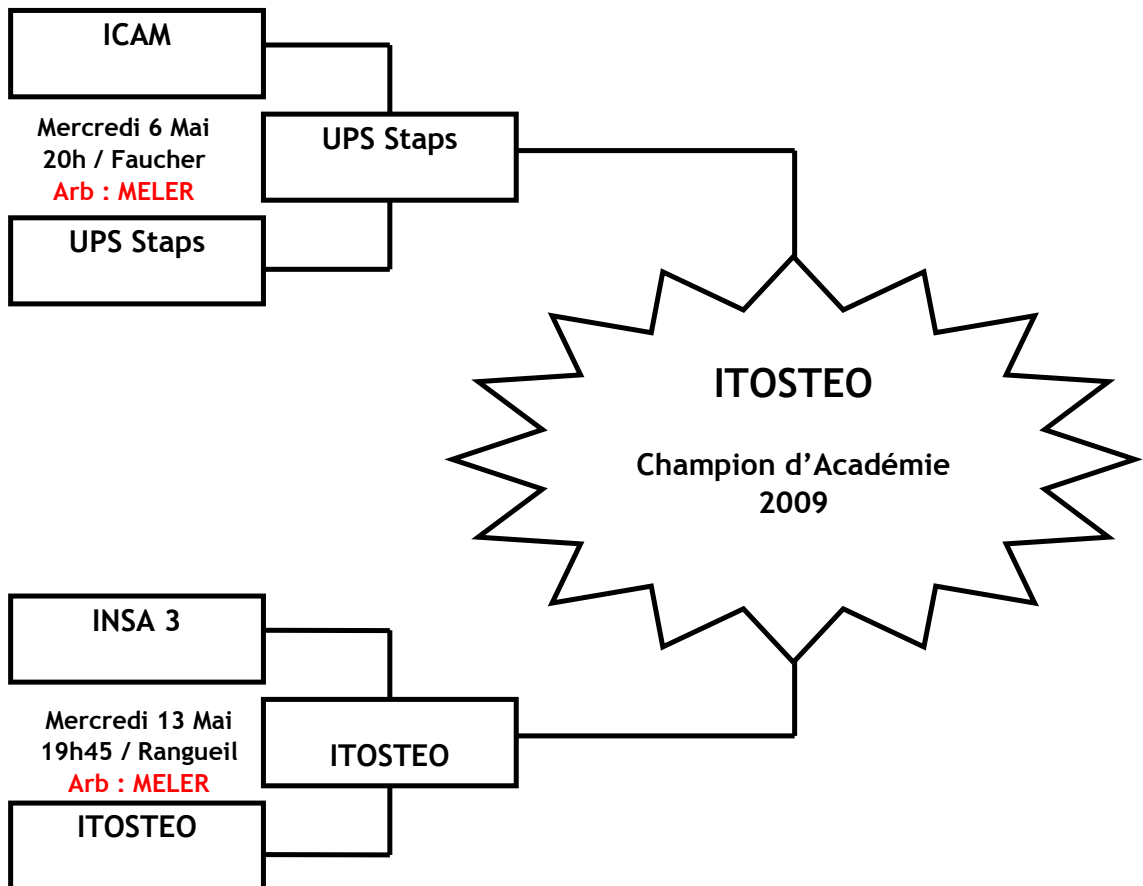 ICAM
Mercredi 6 Mai
20h / Faucher
Arb : MELER
UPS Staps
UPS Staps
ITOSTEO
Champion d'Académie
2009
INSA 3
Mercredi 13 Mai
19h45 / Rangueil
Arb : MELER
ITOSTEO
ITOSTEO